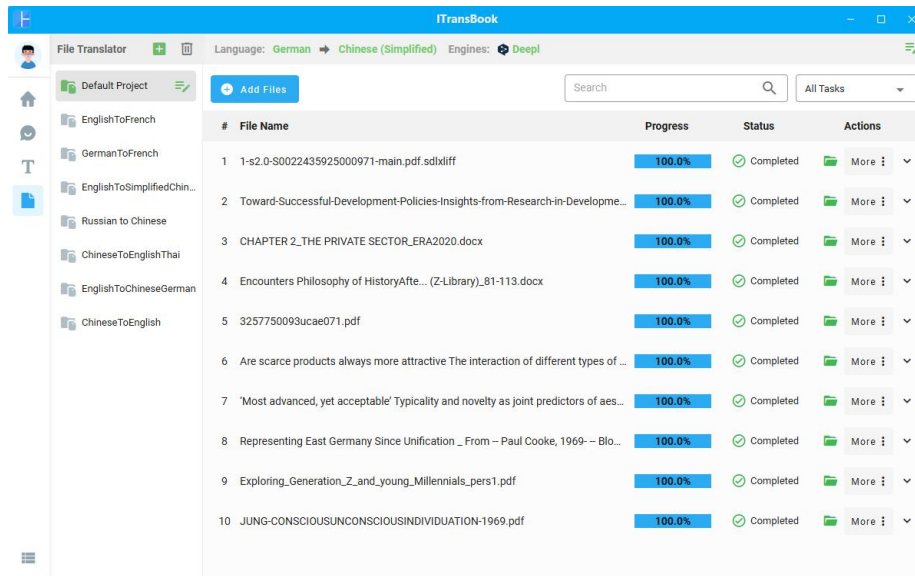 ITransBook
File Translator
Language: German ➡ Chinese (Simplified) Engines: Deepl
Default Project
EnglishToFrench
GermanToFrench
EnglishToSimplifiedChin...
Russian to Chinese
ChineseToEnglishThai
EnglishToChineseGerman
ChineseToEnglish
Add Files
Search
All Tasks
# File Name Progress Status Actions
1 1-s2.0-S0022435925000971-main.pdf.sdlxliff 100.0% Completed More
2 Toward-Successful-Development-Policies-Insights-from-Research-in-Developme... 100.0% Completed More
3 CHAPTER 2_THE PRIVATE SECTOR_ERA2020.docx 100.0% Completed More
4 Encounters Philosophy of HistoryAfte... (Z-Library)_81-113.docx 100.0% Completed More
5 3257750093ucae071.pdf 100.0% Completed More
6 Are scarce products always more attractive The interaction of different types of ... 100.0% Completed More
7 'Most advanced, yet acceptable' Typicality and novelty as joint predictors of aes... 100.0% Completed More
8 Representing East Germany Since Unification _ From -- Paul Cooke, 1969- -- Blo... 100.0% Completed More
9 Exploring_Generation_Z_and_young_Millennials_pers1.pdf 100.0% Completed More
10 JUNG-CONSCIOUSUNCONSCIOUSINDIVIDUATION-1969.pdf 100.0% Completed More